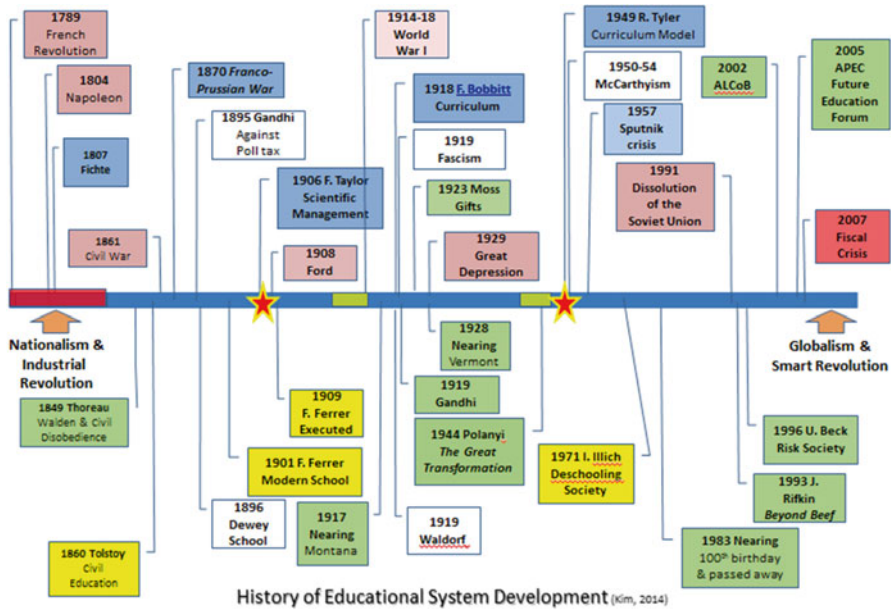 1789
French
Revolution
1804
Napoleon
1807
Fichte
1861
Civil War
1870 Franco-
Prussian War
1895 Gandhi
Against
Poll tax
1906 F. Taylor
Scientific
Management
1908
Ford
1914-18
World
War I
1918 F. Bobbitt
Curriculum
1919
Fascism
1923 Moss
Gifts
1929
Great
Depression
1949 R. Tyler
Curriculum Model
1950-54
McCarthyism
1957
Sputnik
crisis
1991
Dissolution
of the
Soviet Union
2002
ALCoB
2005
APEC
Future
Education
Forum
2007
Fiscal
Crisis
Nationalism &
Industrial
Revolution
Globalism &
Smart Revolution
1849 Thoreau
Walden & Civil
Disobedience
1860 Tolstoy
Civil
Education
1909
F. Ferrer
Executed
1901 F. Ferrer
Modern School
1896
Dewey
School
1917
Nearing
Montana
1928
Nearing
Vermont
1919
Gandhi
1944 Polanyi
The Great
Transformation
1919
Waldorf
1971 I. Illich
Deschooling
Society
1996 U. Beck
Risk Society
1993 J.
Rifkin
Beyond Beef
1983 Nearing
100th birthday
& passed away
History of Educational System Development (Kim, 2014)